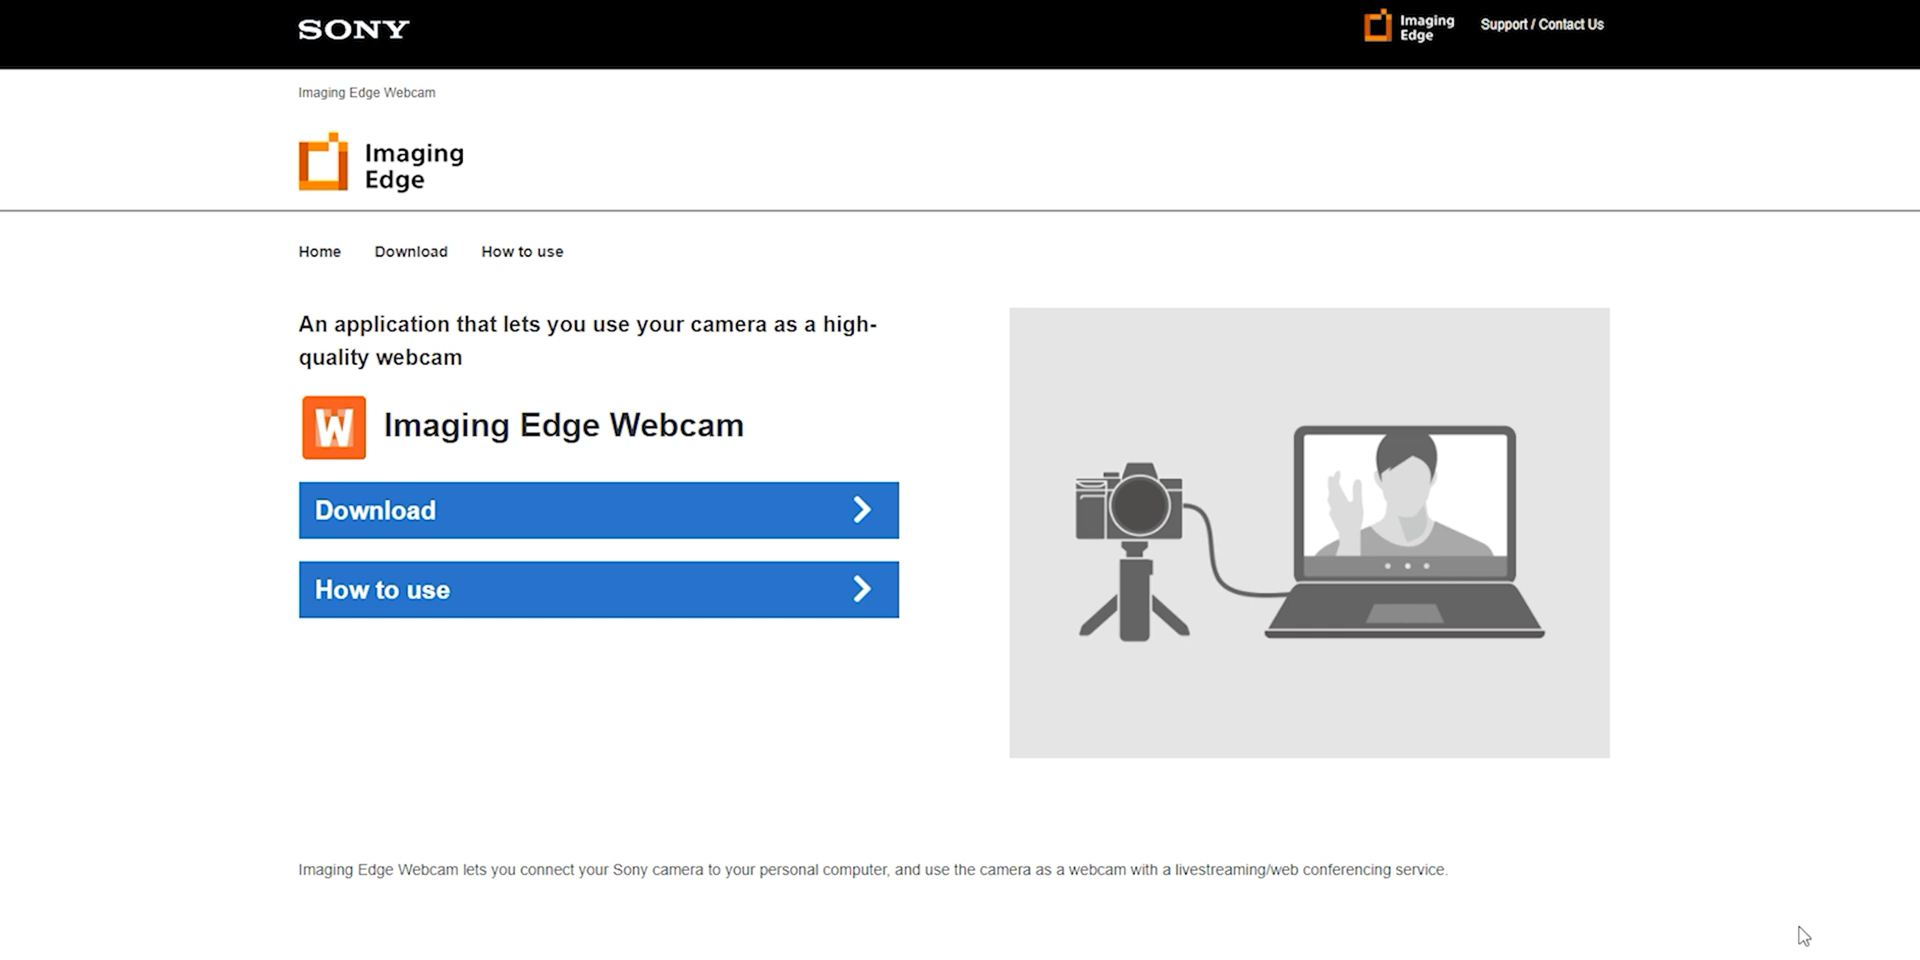 SONY
Imaging
Edge
Support / Contact Us
Imaging Edge Webcam
Imaging
Edge
Home
Download
How to use
An application that lets you use your camera as a high-
quality webcam
W
Imaging Edge Webcam
Download
How to use
Imaging Edge Webcam lets you connect your Sony camera to your personal computer, and use the camera as a webcam with a livestreaming/web conferencing service.